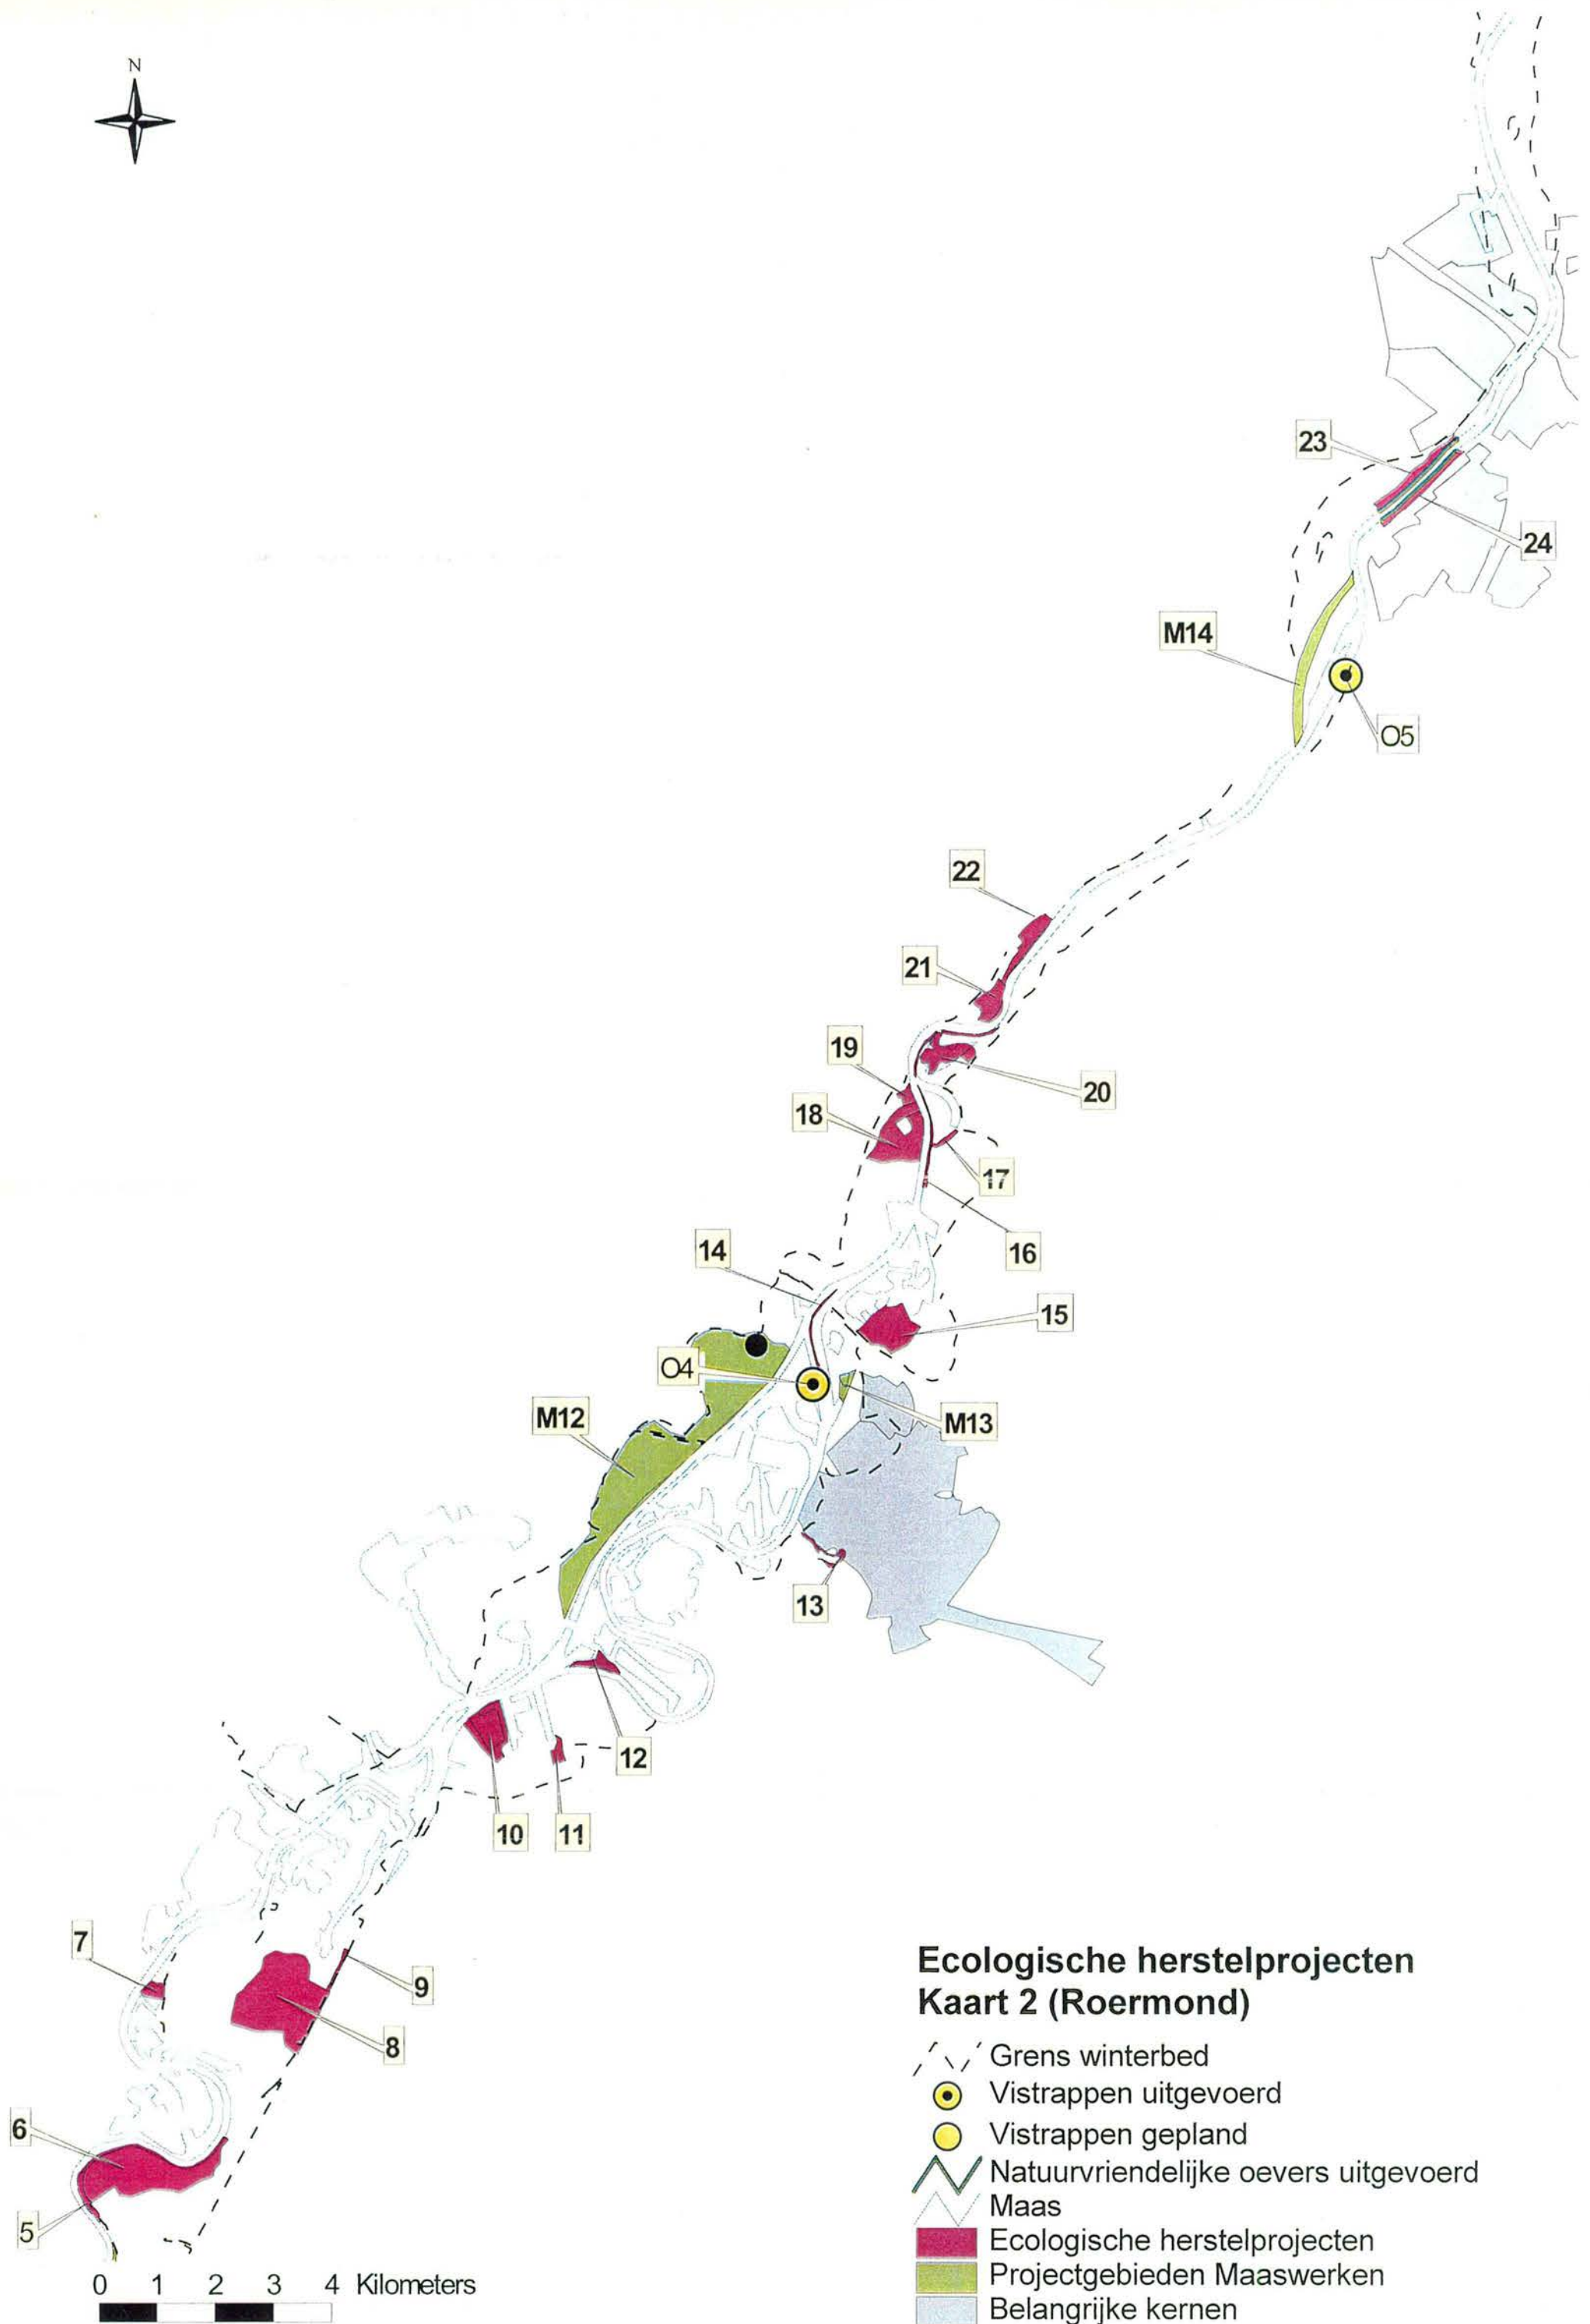 N
23
24
M14
O5
22
21
19
20
18
17
16
14
15
O4
M12
M13
13
12
10
11
7
9
8
6
5
Ecologische herstelprojecten
Kaart 2 (Roermond)
Grens winterbed
Vistrappen uitgevoerd
Vistrappen gepland
Natuurvriendelijke oevers uitgevoerd
Maas
Ecologische herstelprojecten
Projectgebieden Maaswerken
Belangrijke kernen
0 1 2 3 4 Kilometers